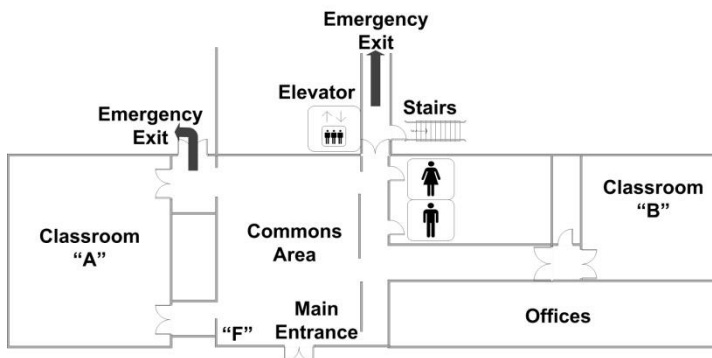 Emergency
Exit
Elevator
Stairs
Emergency
Exit
Classroom
“A”
Commons
Area
Classroom
“B”
Main
Entrance
“F”
Offices